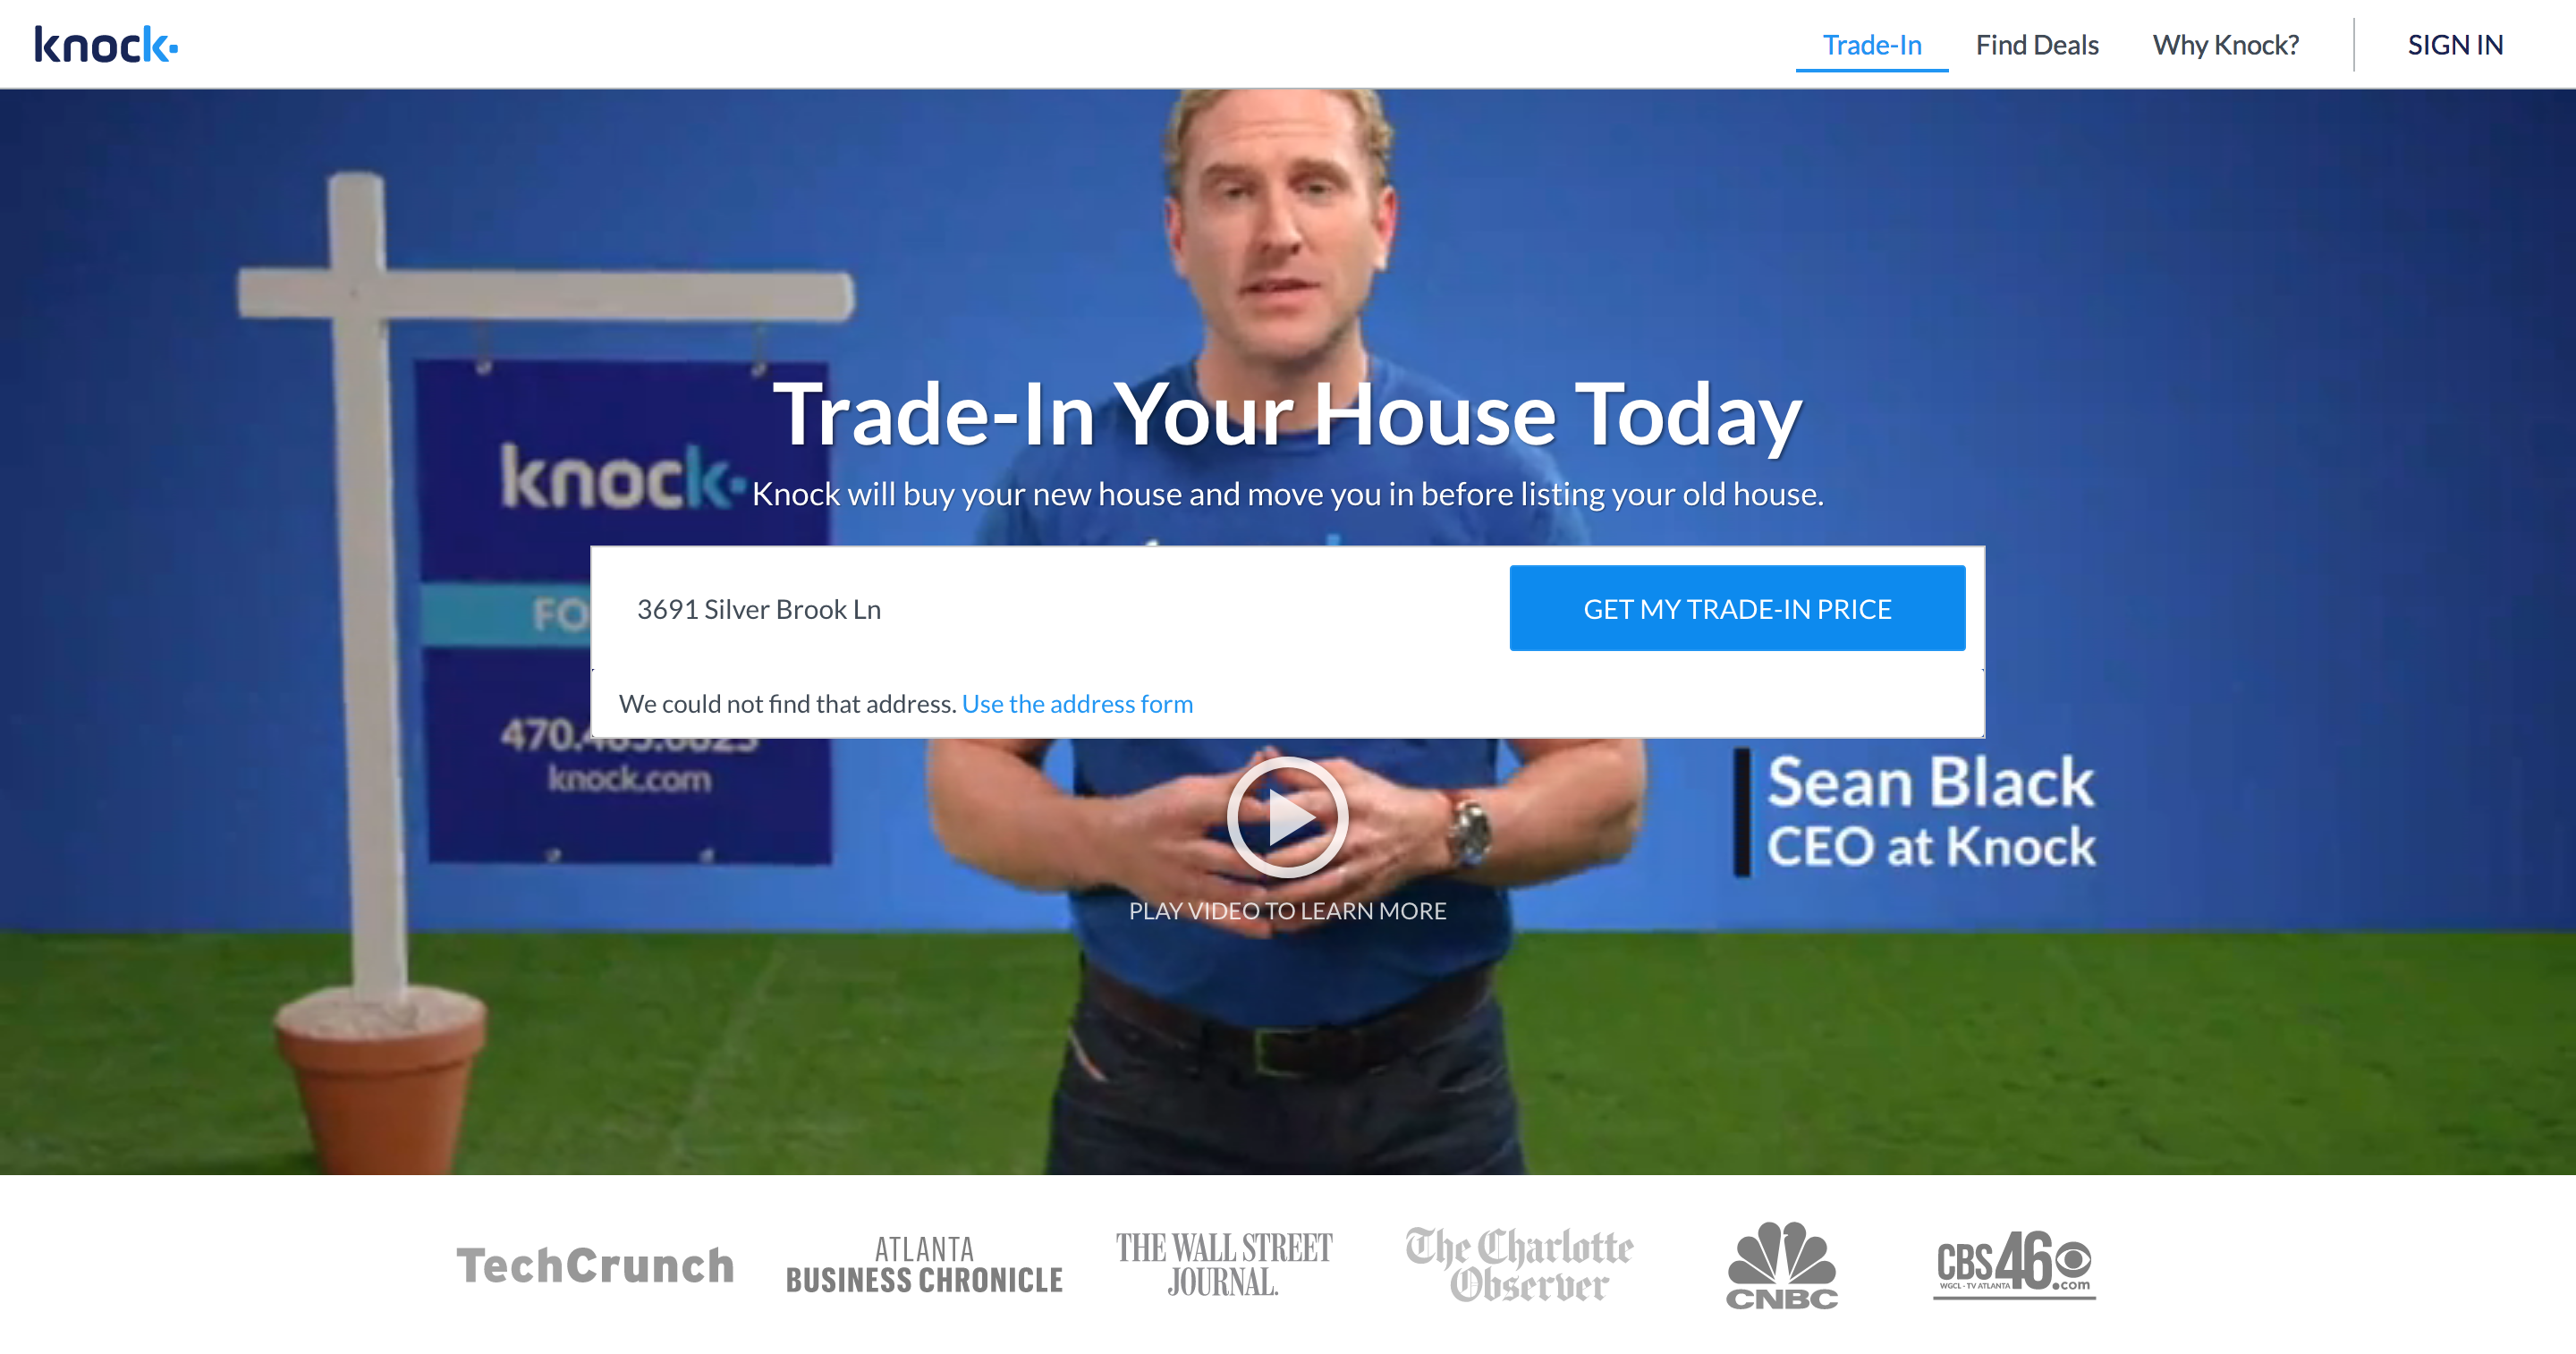 knock
Trade-In
Find Deals
Why Knock?
SIGN IN
Trade-In Your House Today
knock
Knock will buy your new house and move you in before listing your old house.
3691 Silver Brook Ln
GET MY TRADE-IN PRICE
FO
We could not find that address. Use the address form
knock.com
Sean Black
CEO at Knock
PLAY VIDEO TO LEARN MORE
TechCrunch
ATLANTA
BUSINESS CHRONICLE
THE WALL STREET
JOURNAL.
The Charlotte
Observer
CNBC
CBS46
WGCL-TV ATLANTA .com